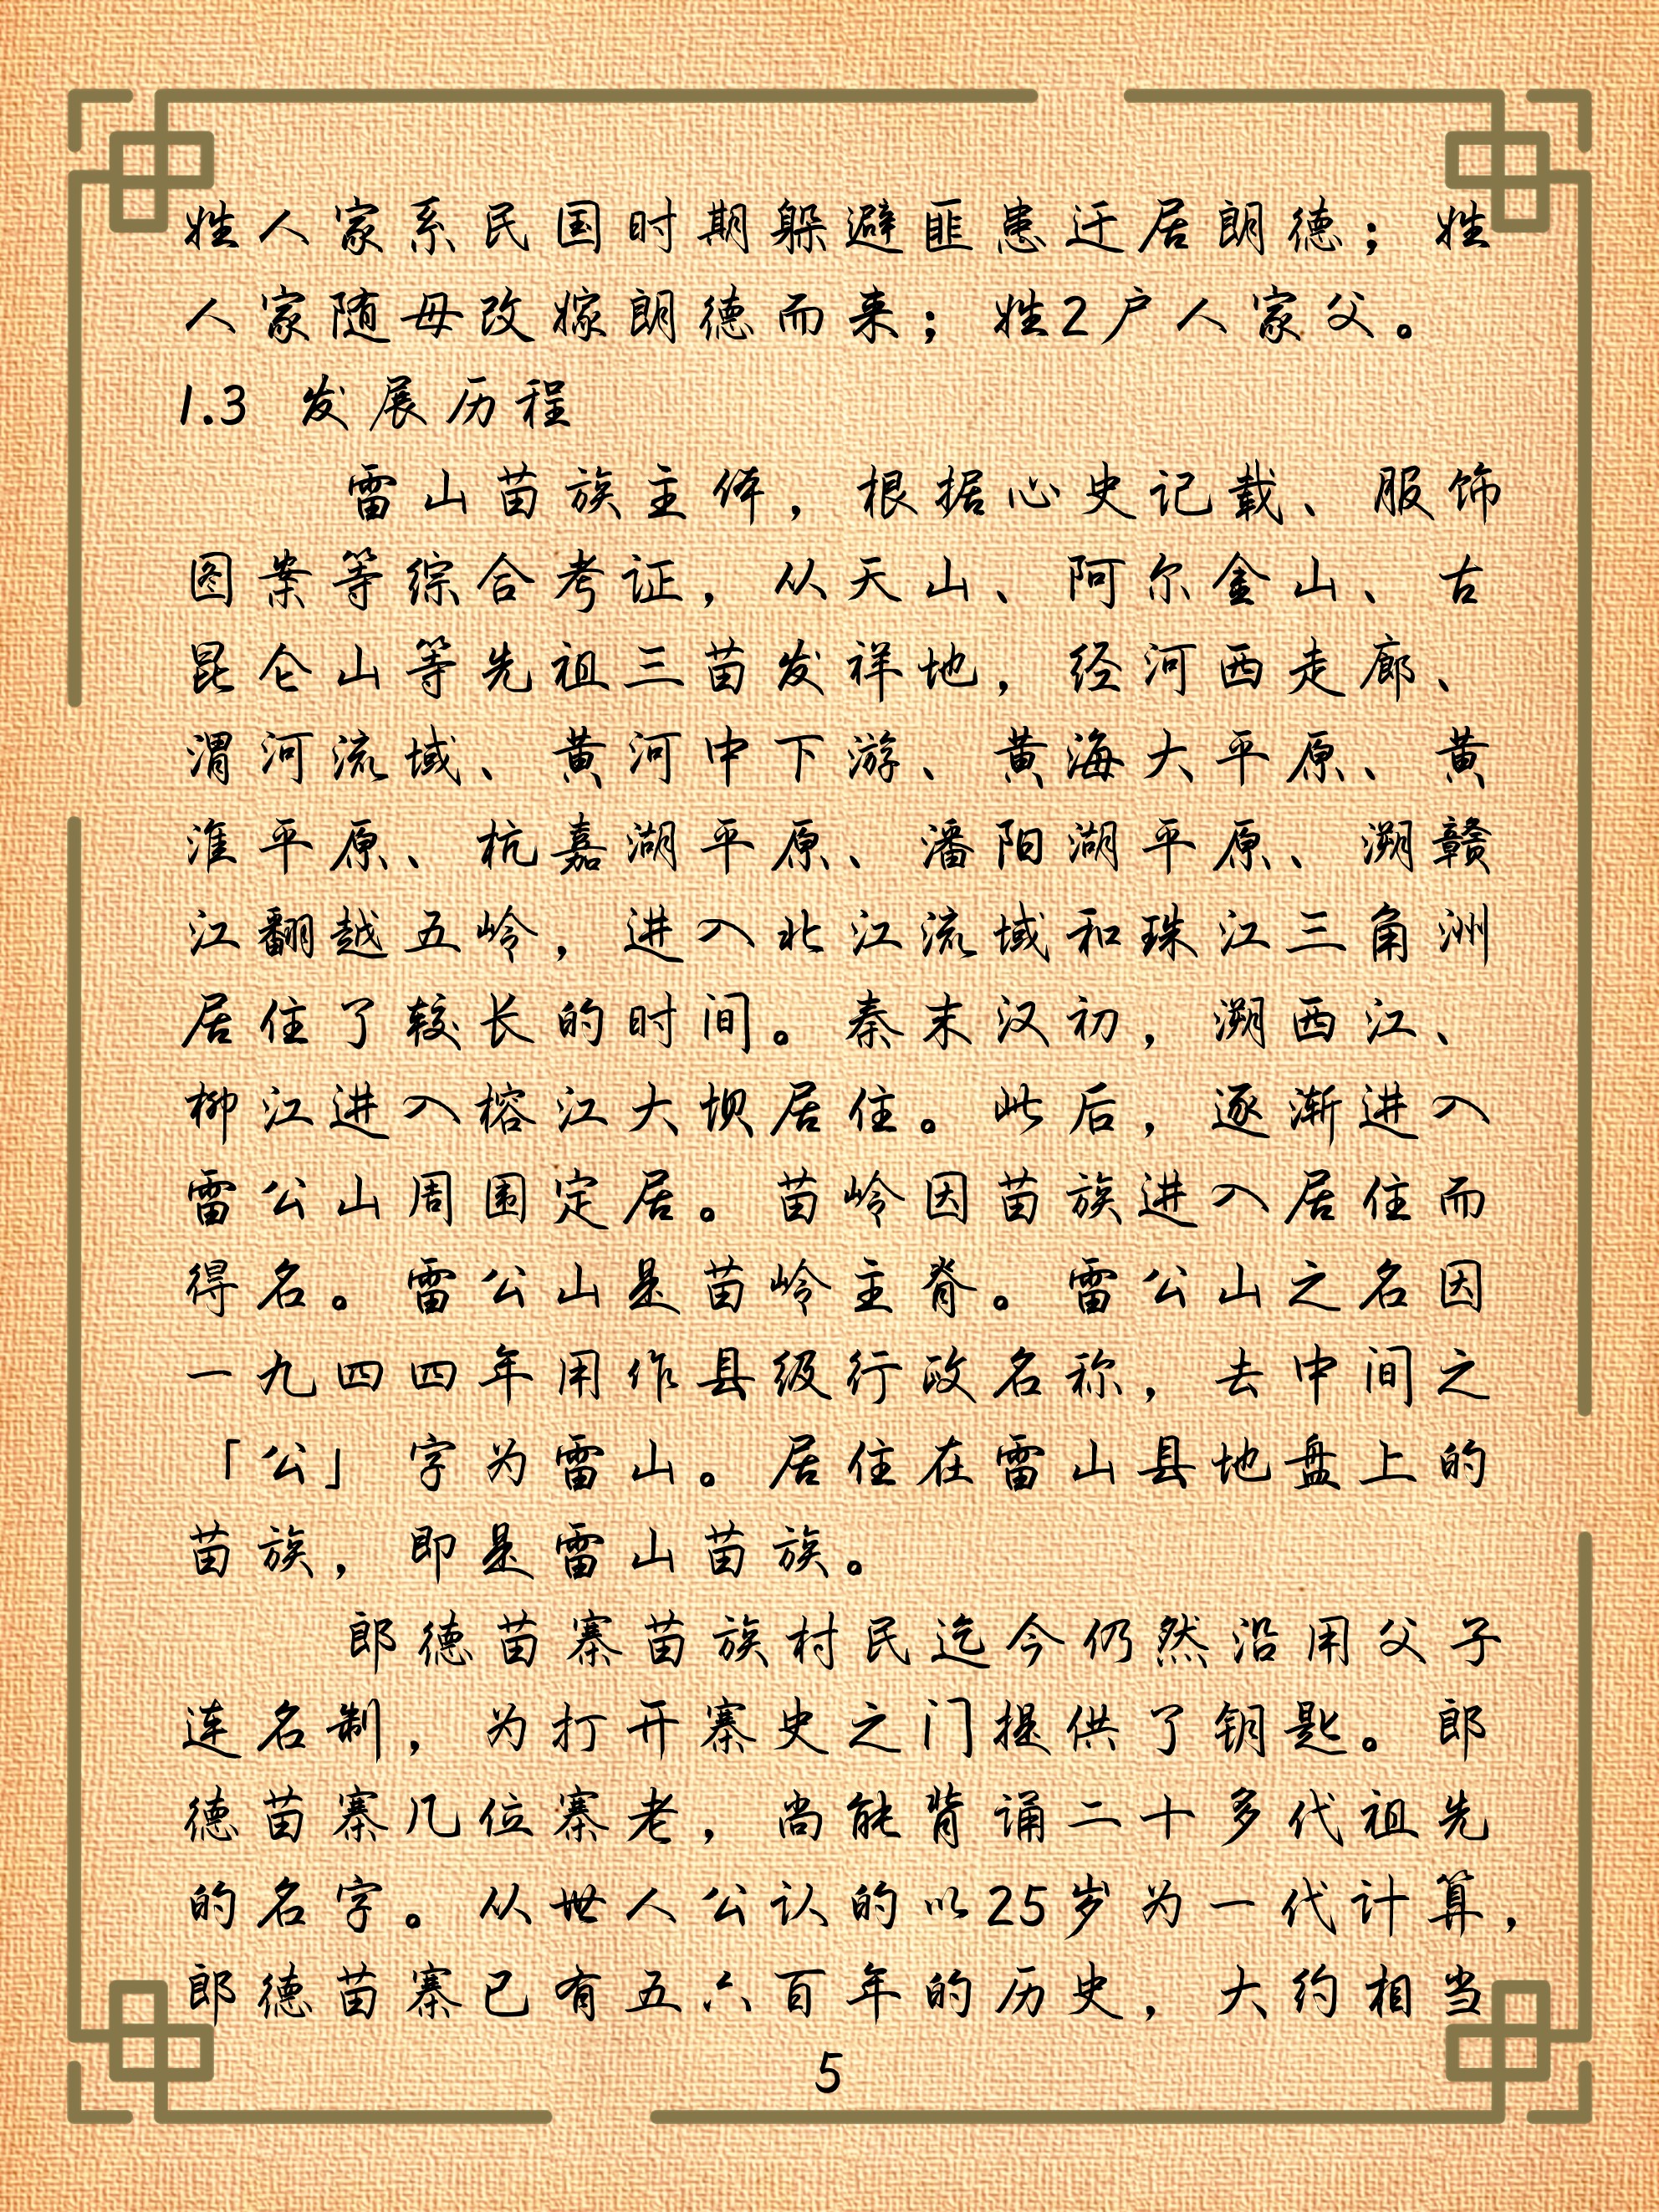 姓人家系民国时期躲避匪患迁居朗德；姓
人家随母改嫁朗德而来；姓2户人家父。
1.3 发展历程
雷山苗族主体，根据心史记载、服饰
图案等综合考证，从天山、阿尔金山、古
昆仑山等先祖三苗发祥地，经河西走廊、
渭河流域、黄河中下游、黄海大平原、黄
淮平原、杭嘉湖平原、潘阳湖平原、溯赣
江翻越五岭，进入北江流域和珠江三角洲
居住了较长的时间。秦末汉初，溯西江、
柳江进入榕江大坝居住。此后，逐渐进入
雷公山周围定居。苗岭因苗族进入居住而
得名。雷公山是苗岭主脊。雷公山之名因
一九四四年用作县级行政名称，去中间之
「公」字为雷山。居住在雷山县地盘上的
苗族，即是雷山苗族。
郎德苗寨苗族村民迄今仍然沿用父子
连名制，为打开寨史之门提供了钥匙。郎
德苗寨几位寨老，尚能背诵二十多代祖先
的名字。从世人公认的以25岁为一代计算，
郎德苗寨已有五六百年的历史，大约相当
5